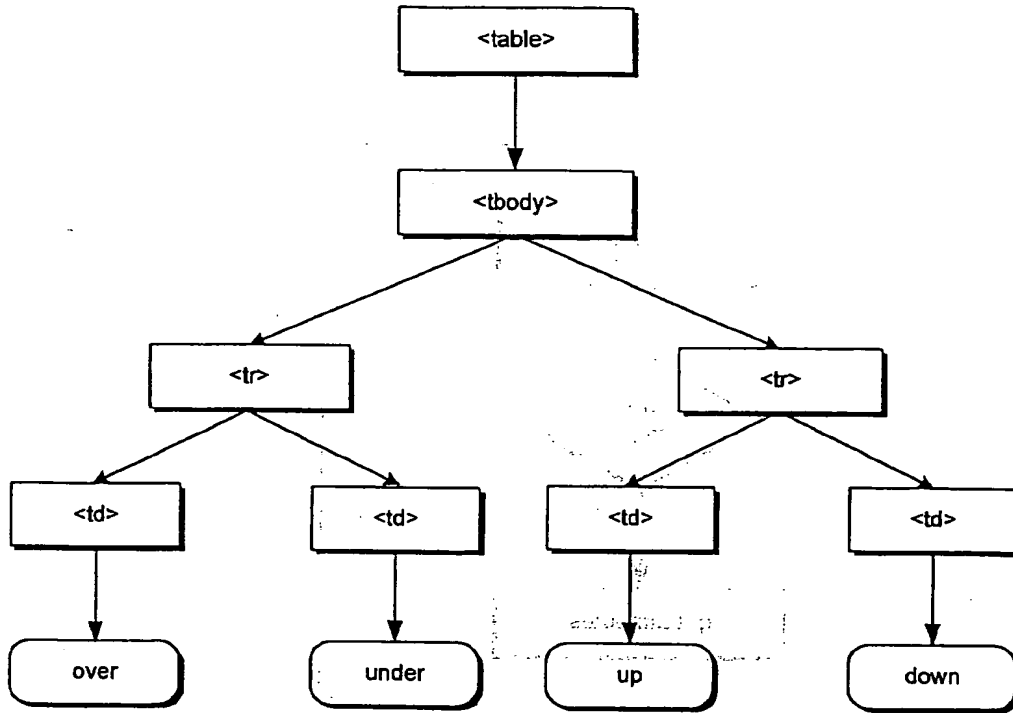 <table>
<tbody>
<tr> <tr>
<td> <td> <td> <td>
over under up down